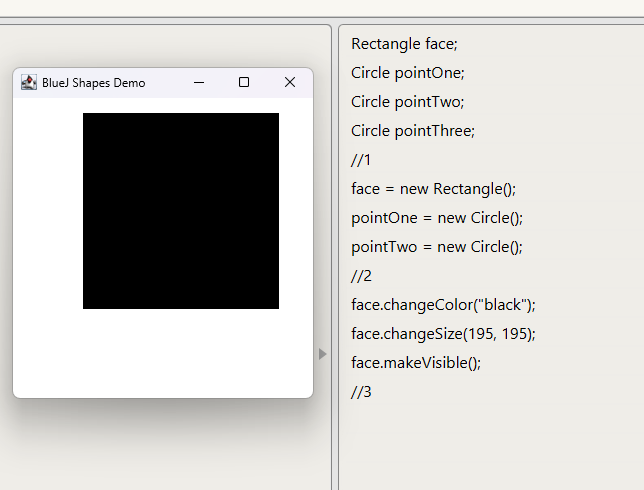 BlueJ Shapes Demo
Rectangle face;
Circle pointOne;
Circle pointTwo;
Circle pointThree;
//1
face = new Rectangle();
pointOne = new Circle();
pointTwo = new Circle();
//2
face.changeColor("black");
face.changeSize(195, 195);
face.makeVisible();
//3